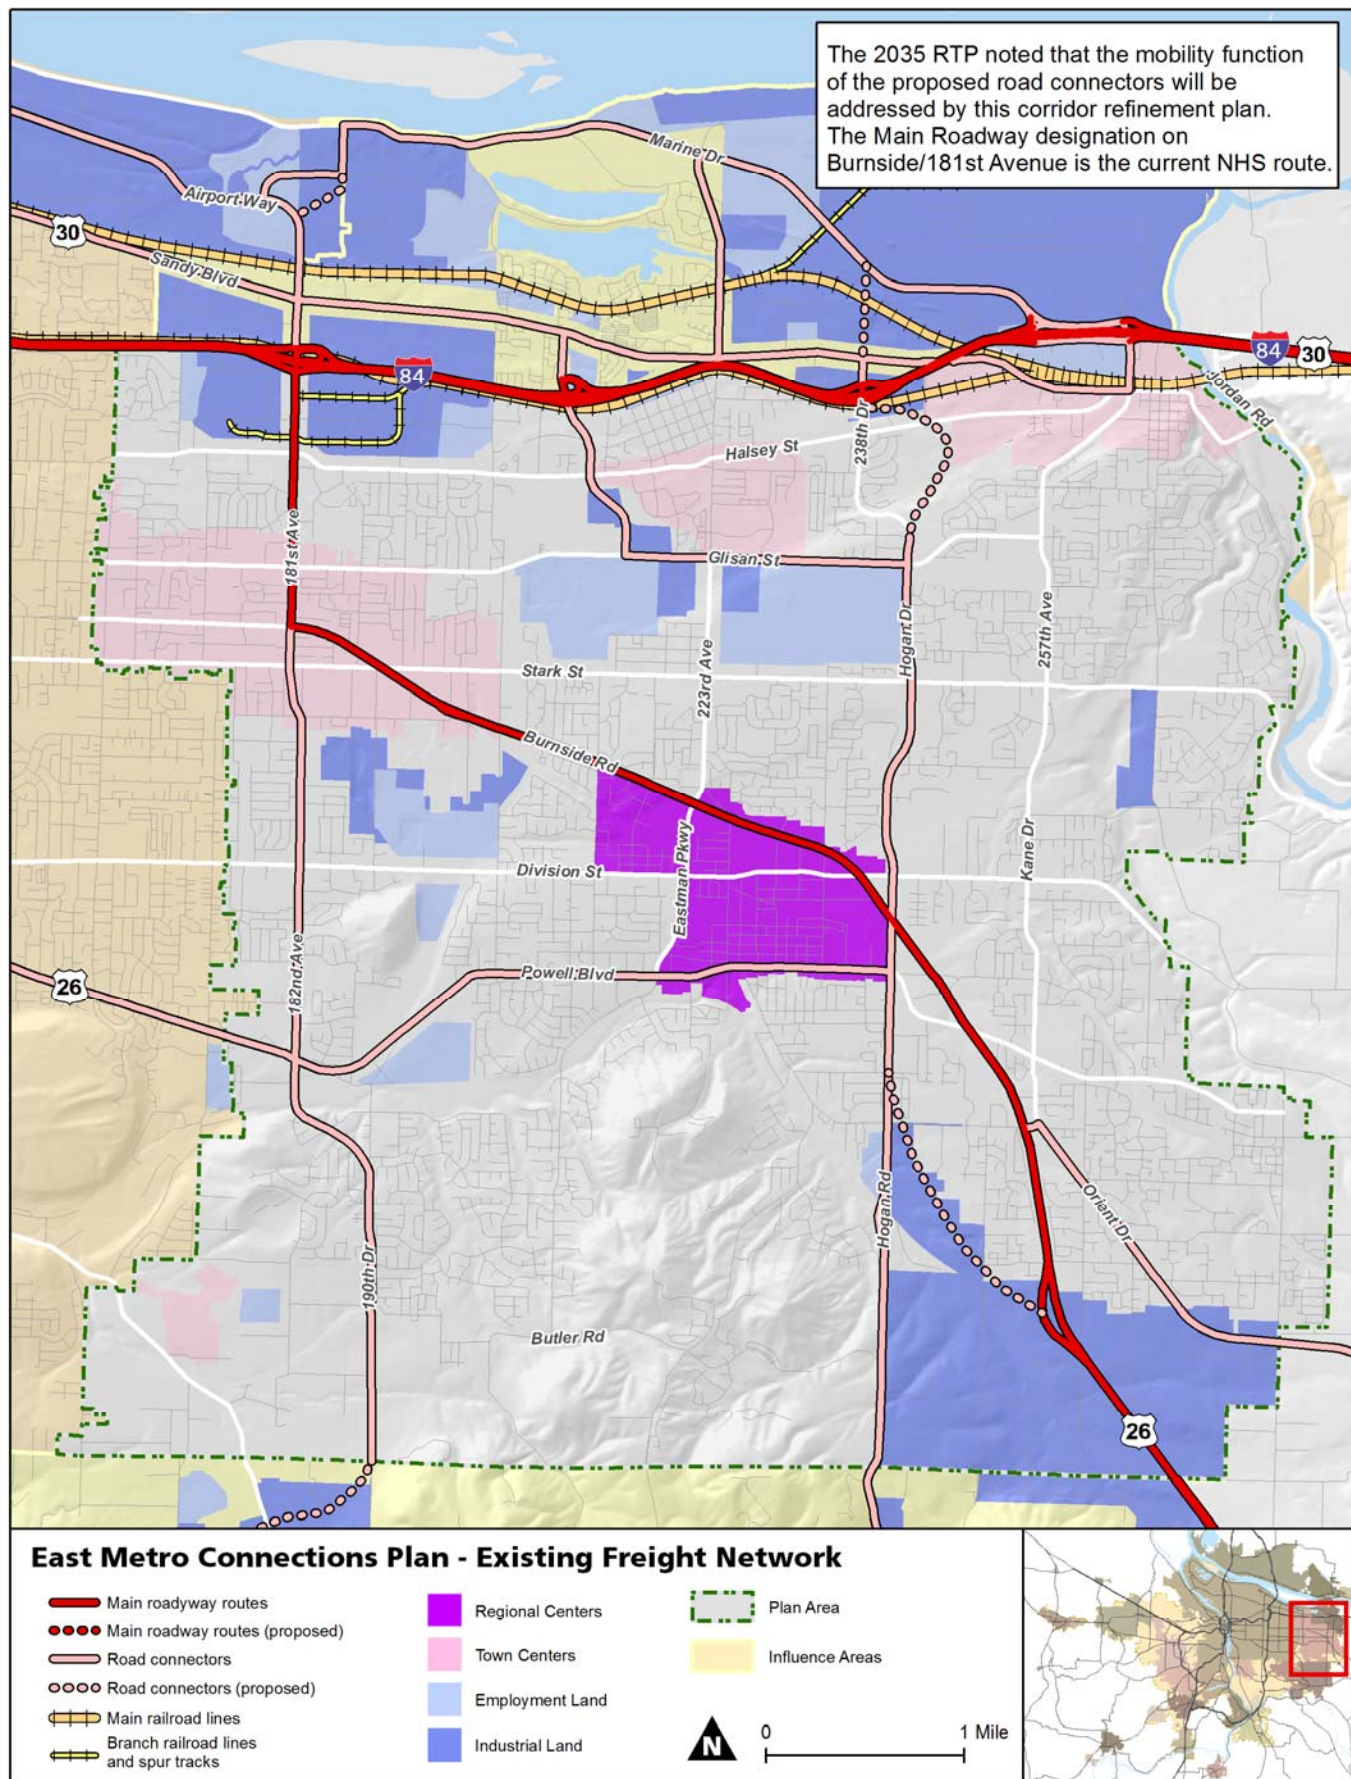 The 2035 RTP noted that the mobility function
of the proposed road connectors will be
addressed by this corridor refinement plan.
The Main Roadway designation on
Burnside/181st Avenue is the current NHS route.
Marine Dr
Airport Way
30
Sandy Blvd
84
84
30
Jordan Rd
238th Dr
Halsey St
181st Ave
Glisan St
Hogan Dr
257th Ave
223rd Ave
Stark St
Burnside Rd
Eastman Pkwy
Kane Dr
Division St
182nd Ave
Powell Blvd
26
Hogan Rd
Orient Dr
190th Dr
Butler Rd
26
East Metro Connections Plan - Existing Freight Network
Main roadyway routes
Main roadway routes (proposed)
Road connectors
Road connectors (proposed)
Main railroad lines
Branch railroad lines
and spur tracks
Regional Centers
Town Centers
Employment Land
Industrial Land
Plan Area
Influence Areas
N
0
1 Mile